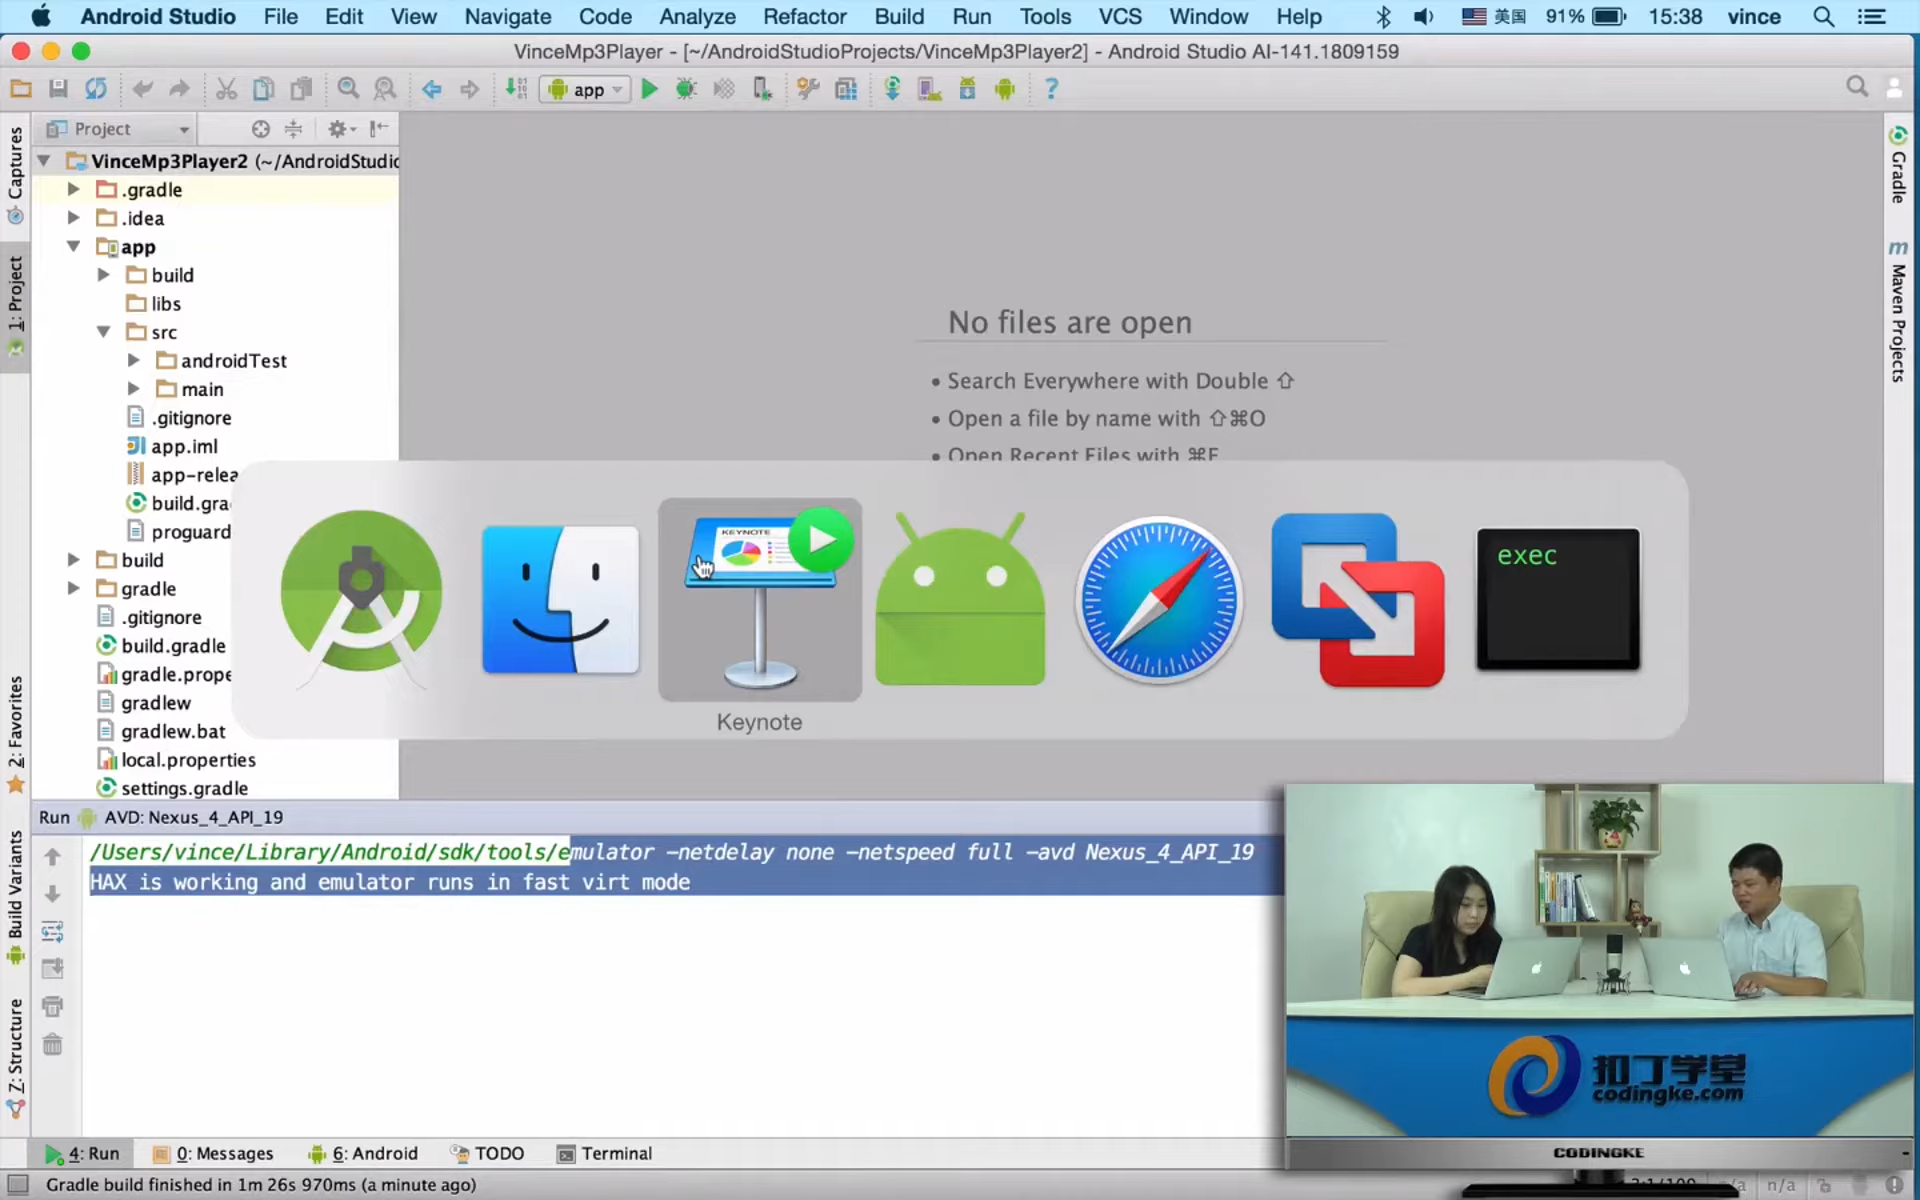 Android Studio File Edit View Navigate Code Analyze Refactor Build Run Tools VCS Window Help 美国 91% 15:38 vince
VinceMp3Player - [~/AndroidStudioProjects/VinceMp3Player2] - Android Studio AI-141.1809159
app
?
Captures
1: Project
2: Favorites
Build Variants
Z: Structure
Project
VinceMp3Player2 (~/AndroidStudio
.gradle
.idea
app
build
libs
src
androidTest
main
.gitignore
app.iml
app-relea
build.gra
proguard
build
gradle
.gitignore
build.gradle
gradle.prope
gradlew
gradlew.bat
local.properties
settings.gradle
No files are open
• Search Everywhere with Double ⇧
• Open a file by name with ⇧⌘O
• Open Recent Files with ⌘E
KEYNOTE
exec
Keynote
Gradle
m Maven Projects
Run AVD: Nexus_4_API_19
/Users/vince/Library/Android/sdk/tools/emulator -netdelay none -netspeed full -avd Nexus_4_API_19
HAX is working and emulator runs in fast virt mode
扣丁学堂
codingke.com
CODINGKE
4: Run 0: Messages 6: Android TODO Terminal
Gradle build finished in 1m 26s 970ms (a minute ago)
n/a